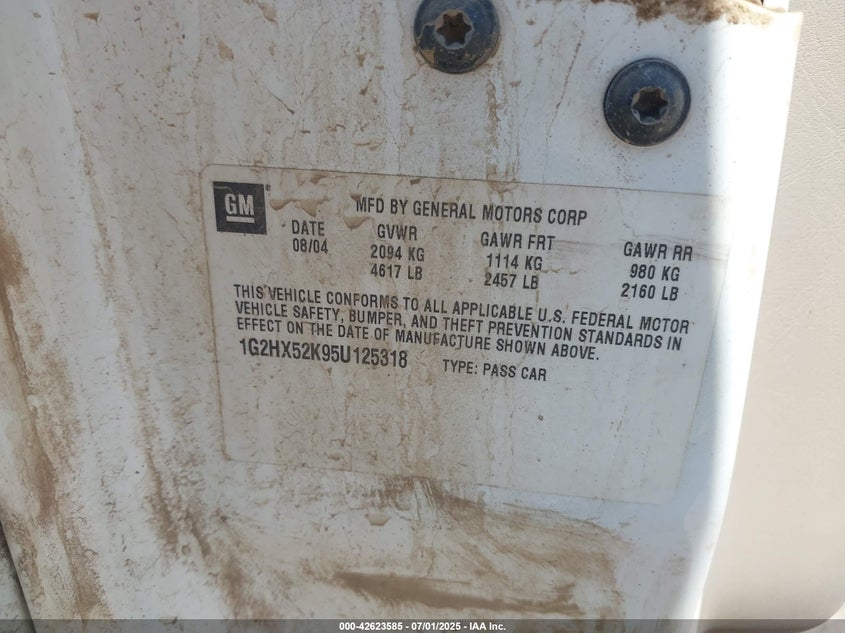 GM®
MFD BY GENERAL MOTORS CORP
DATE GVWR GAWR FRT GAWR RR
08/04 2094 KG 1114 KG 980 KG
4617 LB 2457 LB 2160 LB
THIS VEHICLE CONFORMS TO ALL APPLICABLE U.S. FEDERAL MOTOR
VEHICLE SAFETY, BUMPER, AND THEFT PREVENTION STANDARDS IN
EFFECT ON THE DATE OF MANUFACTURE SHOWN ABOVE.
1G2HX52K95U125318 TYPE: PASS CAR
000-42623585 - 07/01/2025 - IAA Inc.